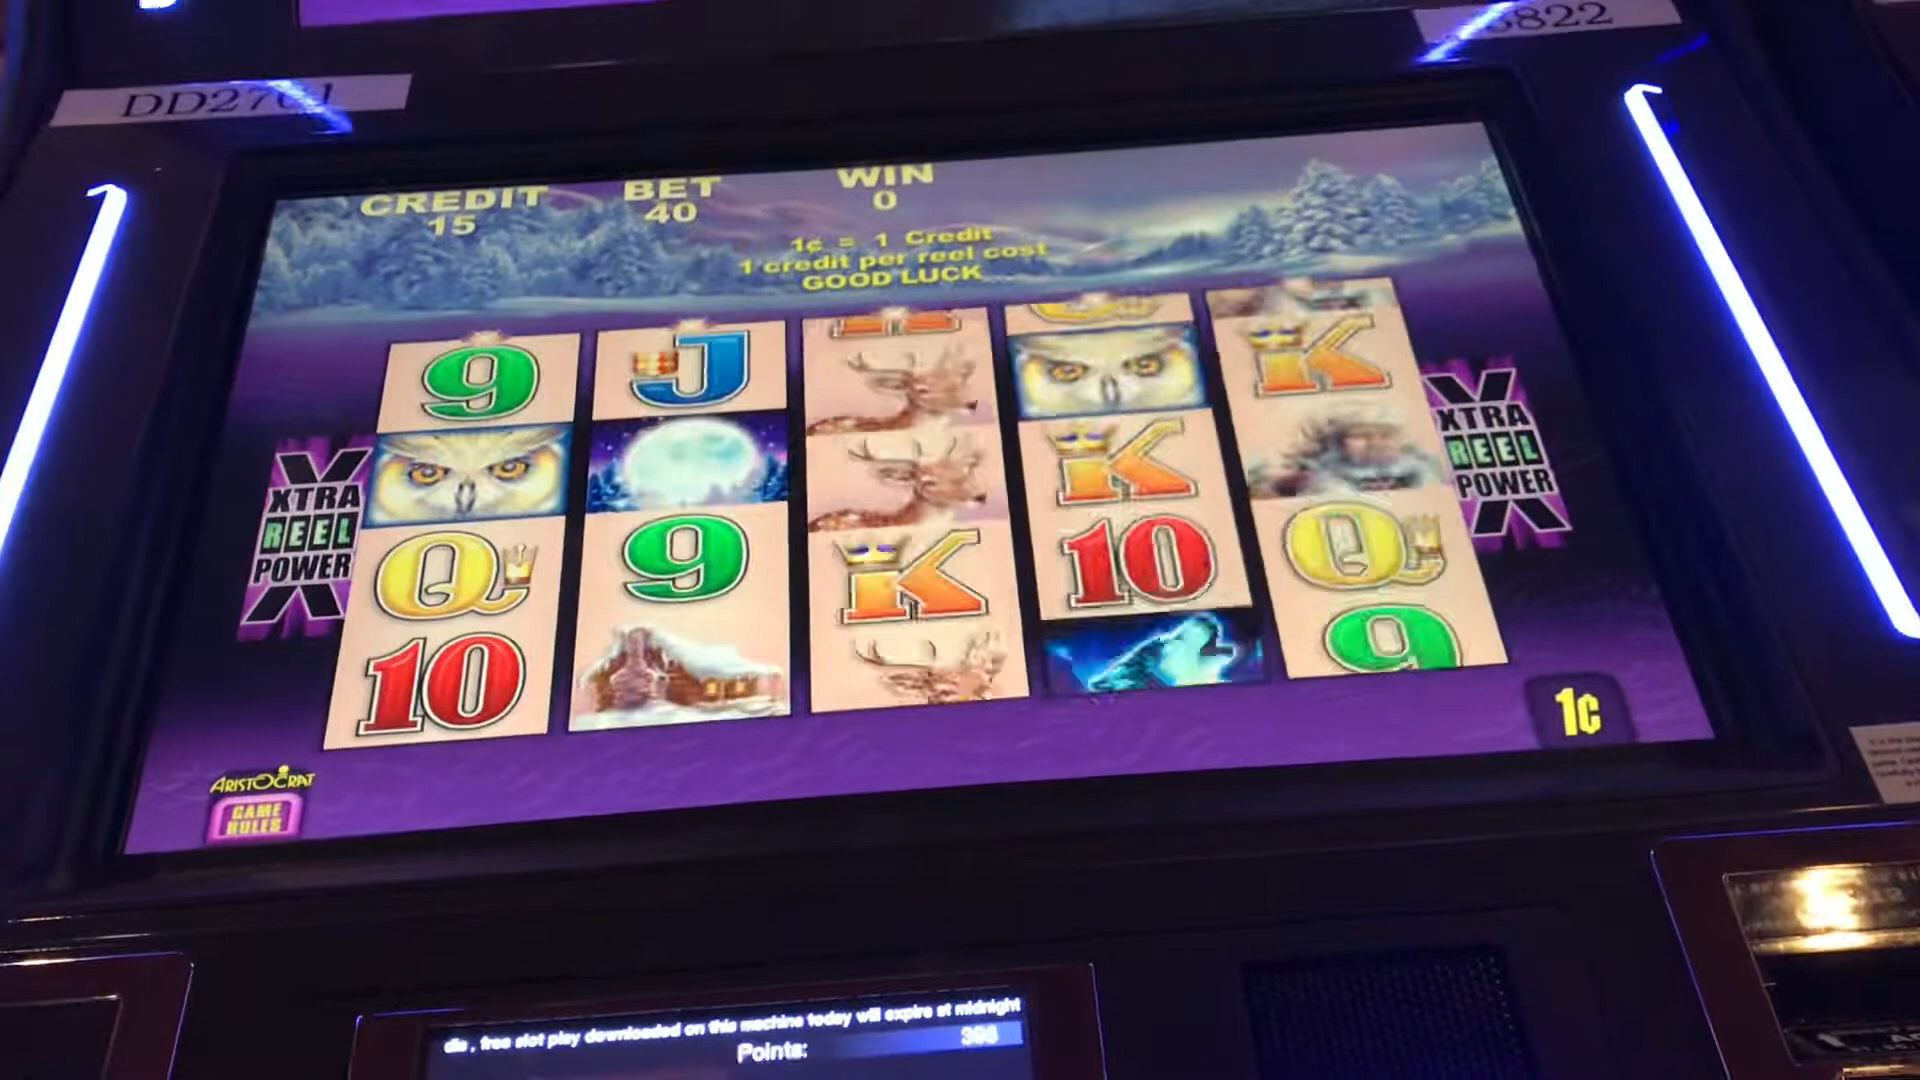 DD2701
CREDIT
15
BET
40
WIN
0
1¢ = 1 Credit
1 credit per reel cost
GOOD LUCK
9
J
K
K
XTRA
REEL
POWER
Q
9
K
10
Q
XTRA
REEL
POWER
10
9
1¢
ARISTOCRAT
GAME
RULES
free slot play downloaded on this machine today will expire at midnight
Points: